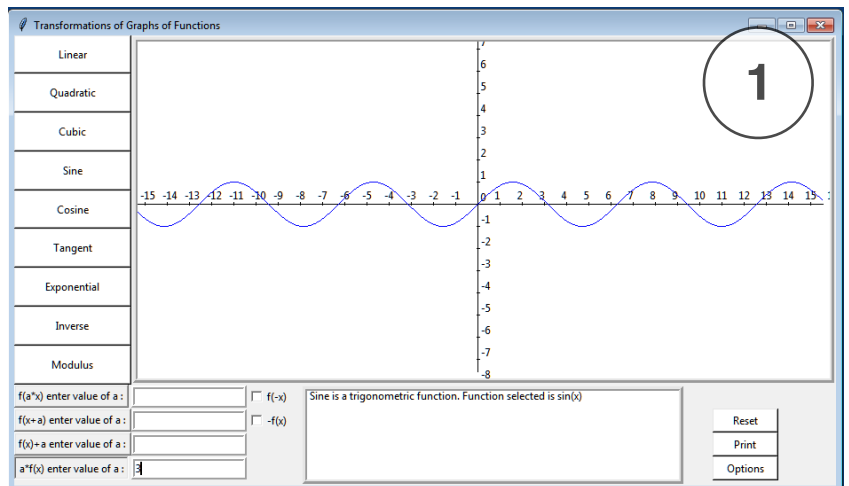 Transformations of Graphs of Functions
1
Linear
Quadratic
Cubic
Sine
Cosine
Tangent
Exponential
Inverse
Modulus
7
6
5
4
3
2
1
-15 -14 -13 -12 -11 -10 -9 -8 -7 -6 -5 -4 -3 -2 -1 0 1 2 3 4 5 6 7 8 9 10 11 12 13 14 15
-1
-2
-3
-4
-5
-6
-7
-8
f(a*x) enter value of a :
f(x+a) enter value of a :
f(x)+a enter value of a :
a*f(x) enter value of a : 3
f(-x)
-f(x)
Sine is a trigonometric function. Function selected is sin(x)
Reset
Print
Options